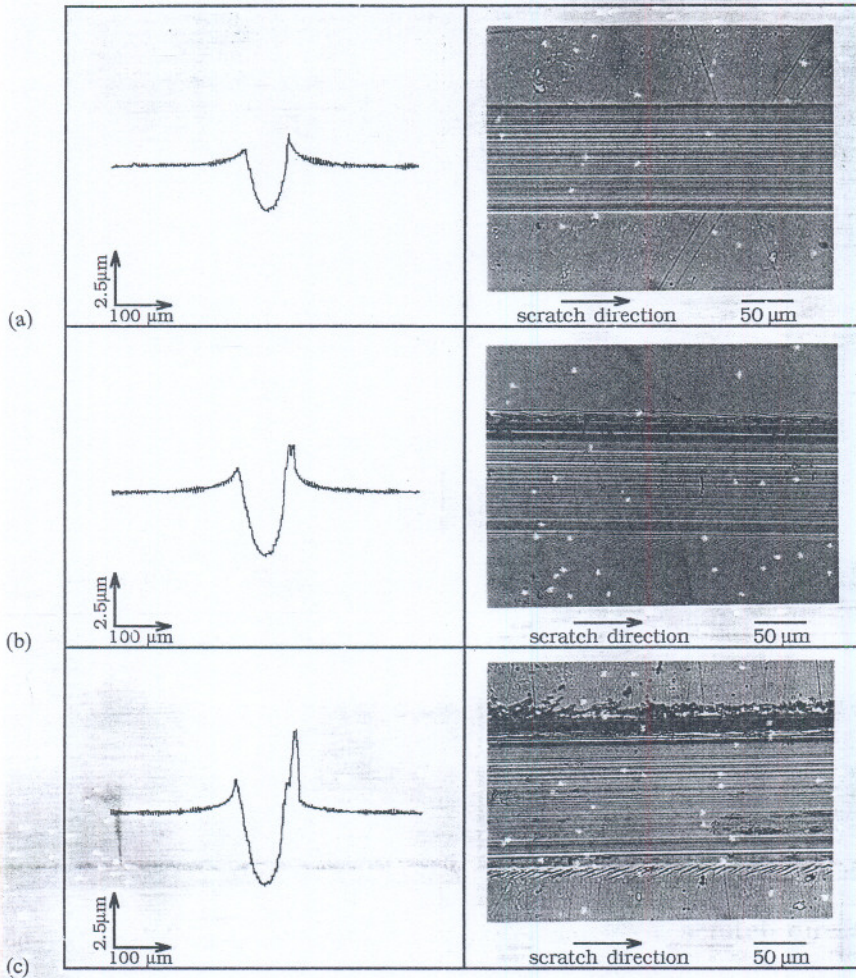 2.5µm
100 µm
scratch direction
50 µm
(a)
2.5µm
100 µm
scratch direction
50 µm
(b)
2.5µm
100 µm
scratch direction
50 µm
(c)